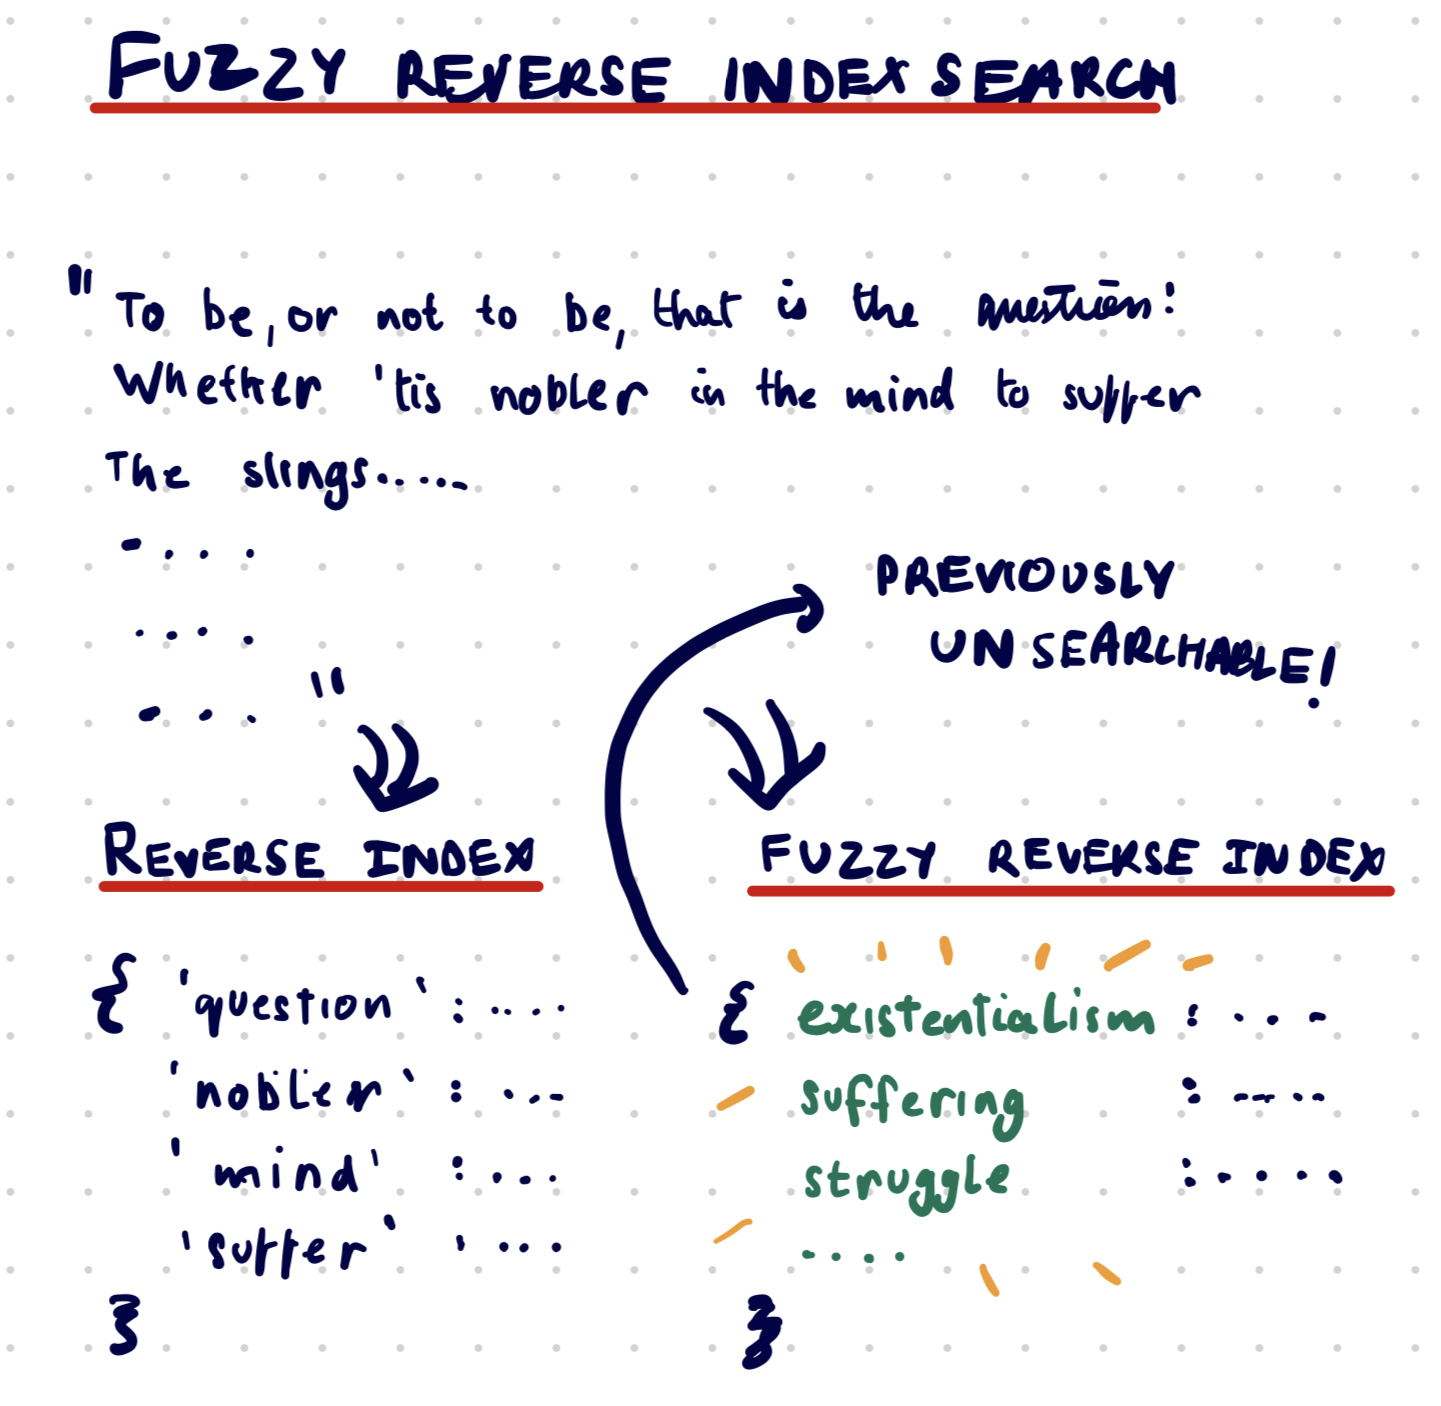 FUZZY REVERSE INDEX SEARCH
"To be, or not to be, that is the question:
Whether 'tis nobler in the mind to suffer
The slings.....
- . . .
. . . .
- . . . "
PREVIOUSLY
UNSEARCHABLE!
REVERSE INDEX
{ 'question' : ....
'nobler' : ....
'mind' : ....
'suffer' : ....
}
FUZZY REVERSE INDEX
{ existentialism : ...
suffering : ....
struggle : ....
....
}